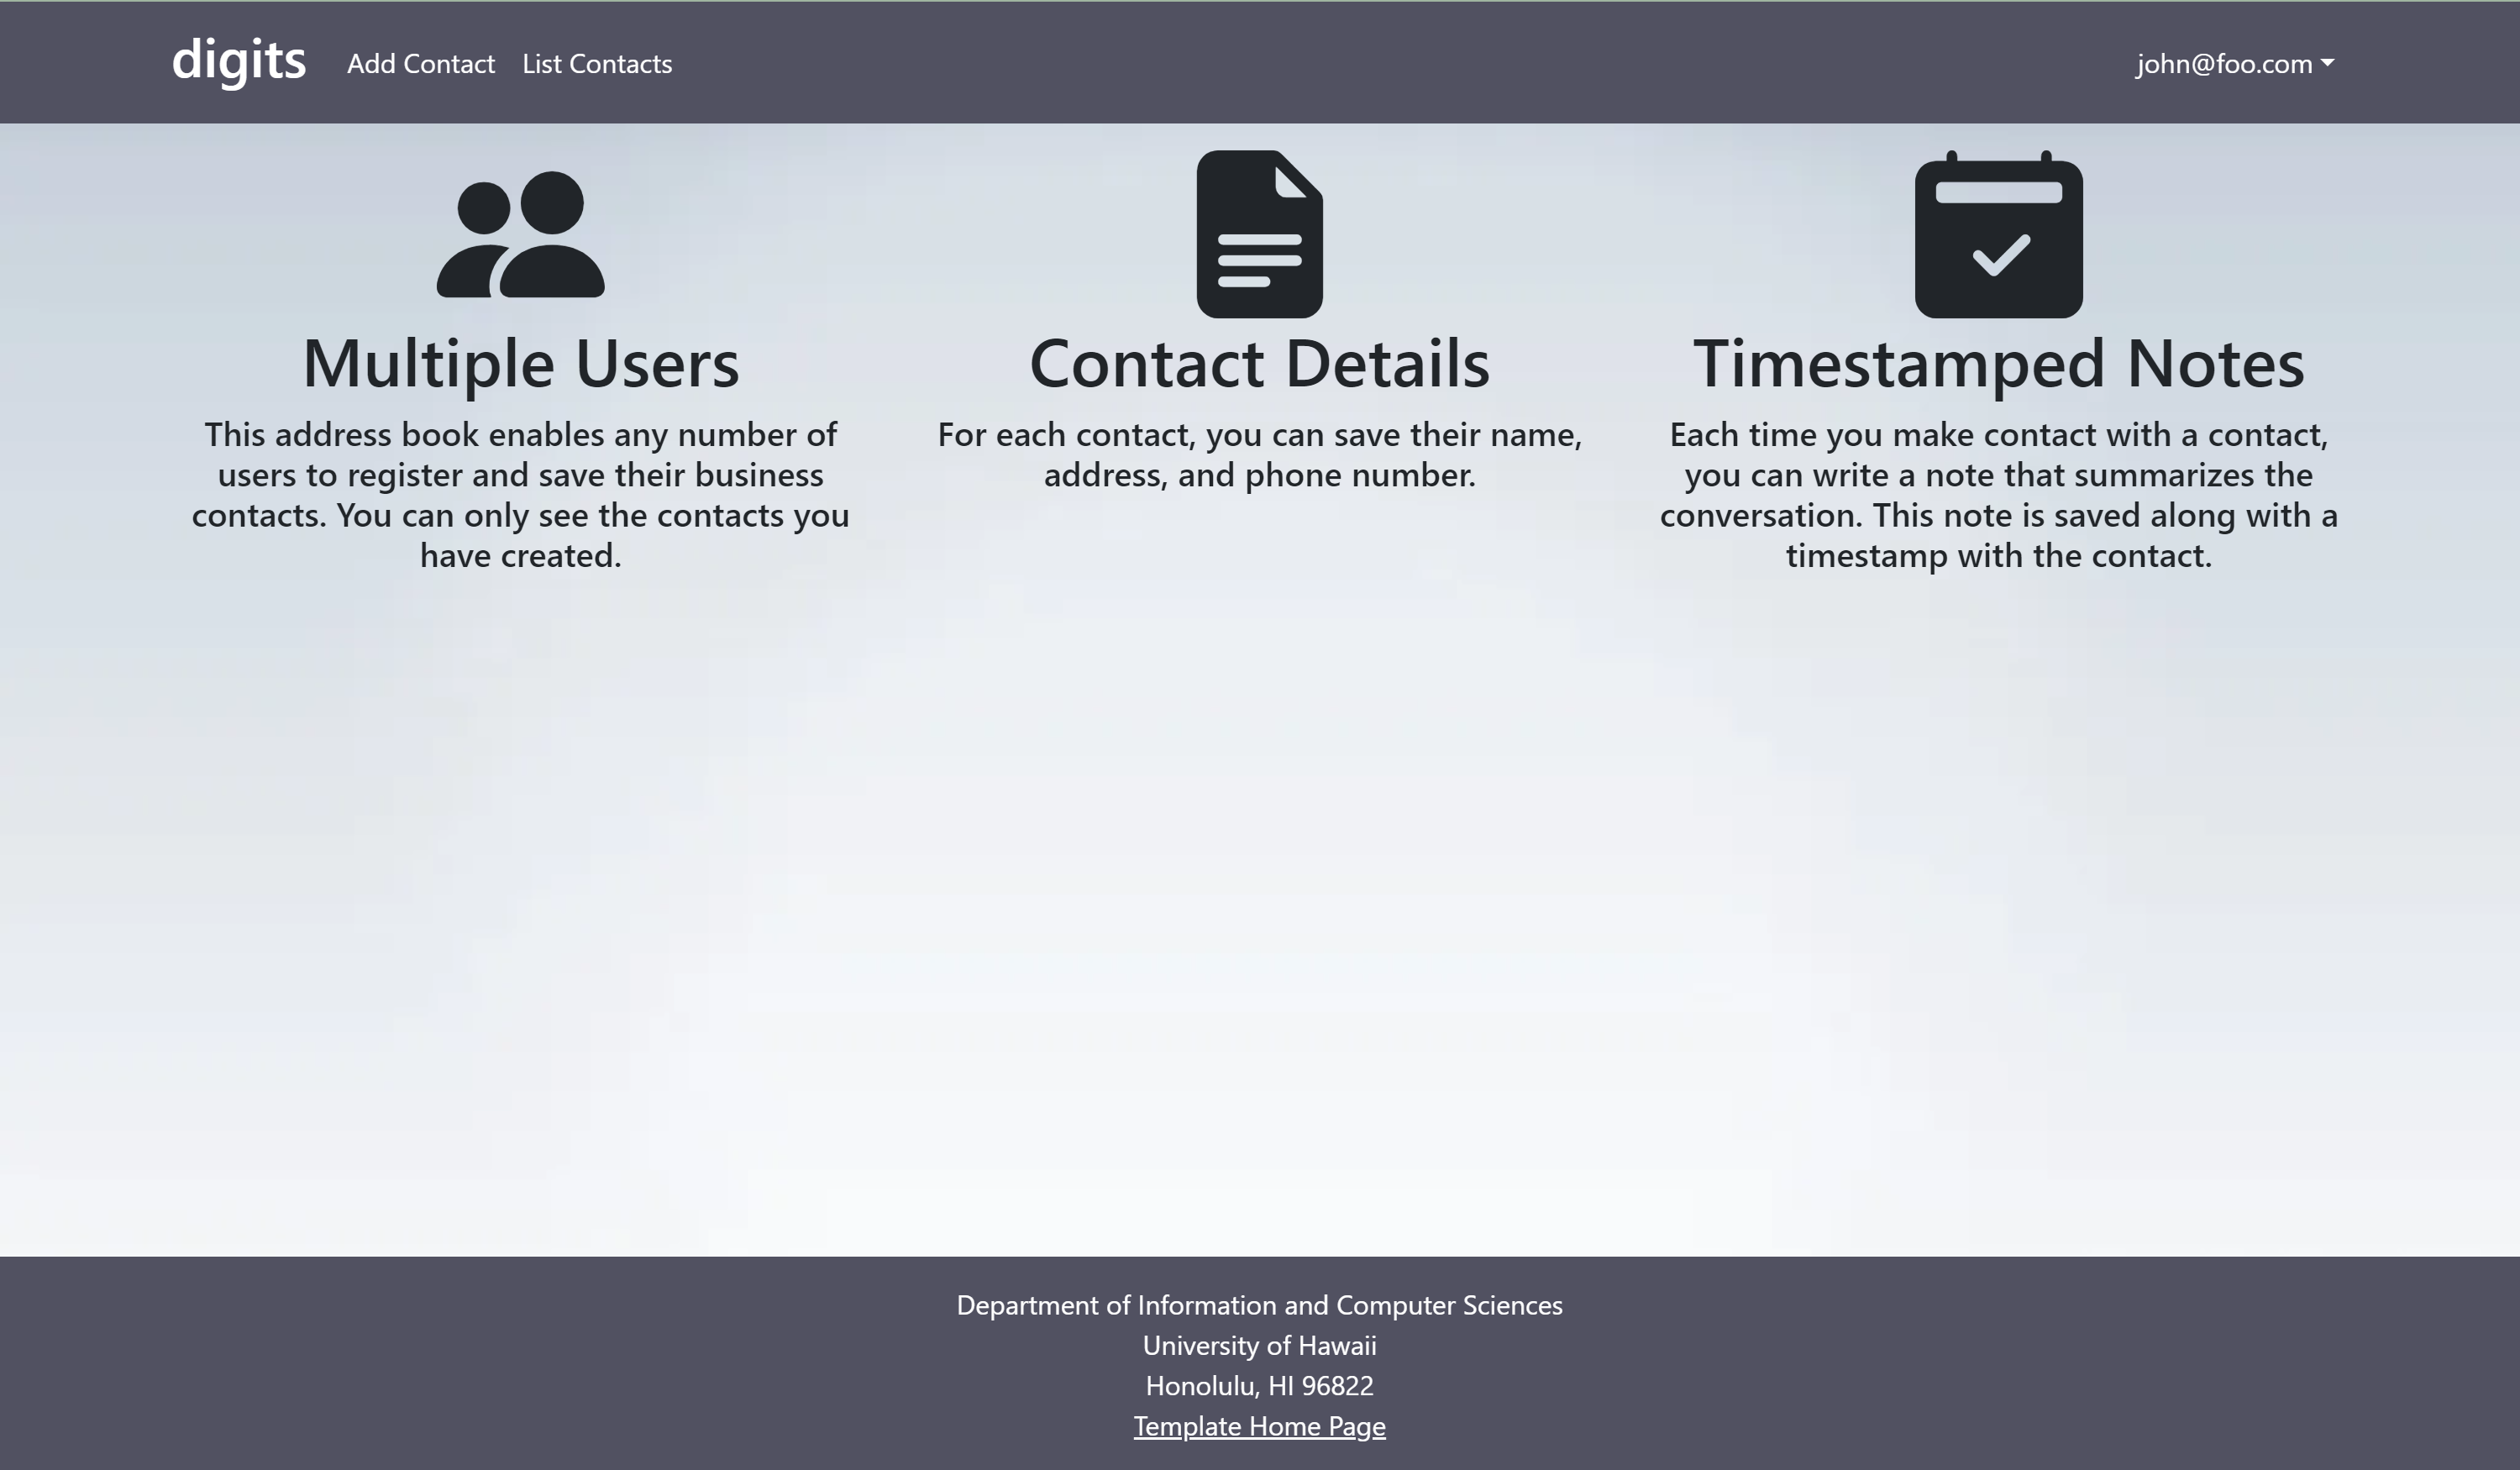 digits
Add Contact
List Contacts
john@foo.com
Multiple Users
This address book enables any number of
users to register and save their business
contacts. You can only see the contacts you
have created.
Contact Details
For each contact, you can save their name,
address, and phone number.
Timestamped Notes
Each time you make contact with a contact,
you can write a note that summarizes the
conversation. This note is saved along with a
timestamp with the contact.
Department of Information and Computer Sciences
University of Hawaii
Honolulu, HI 96822
Template Home Page